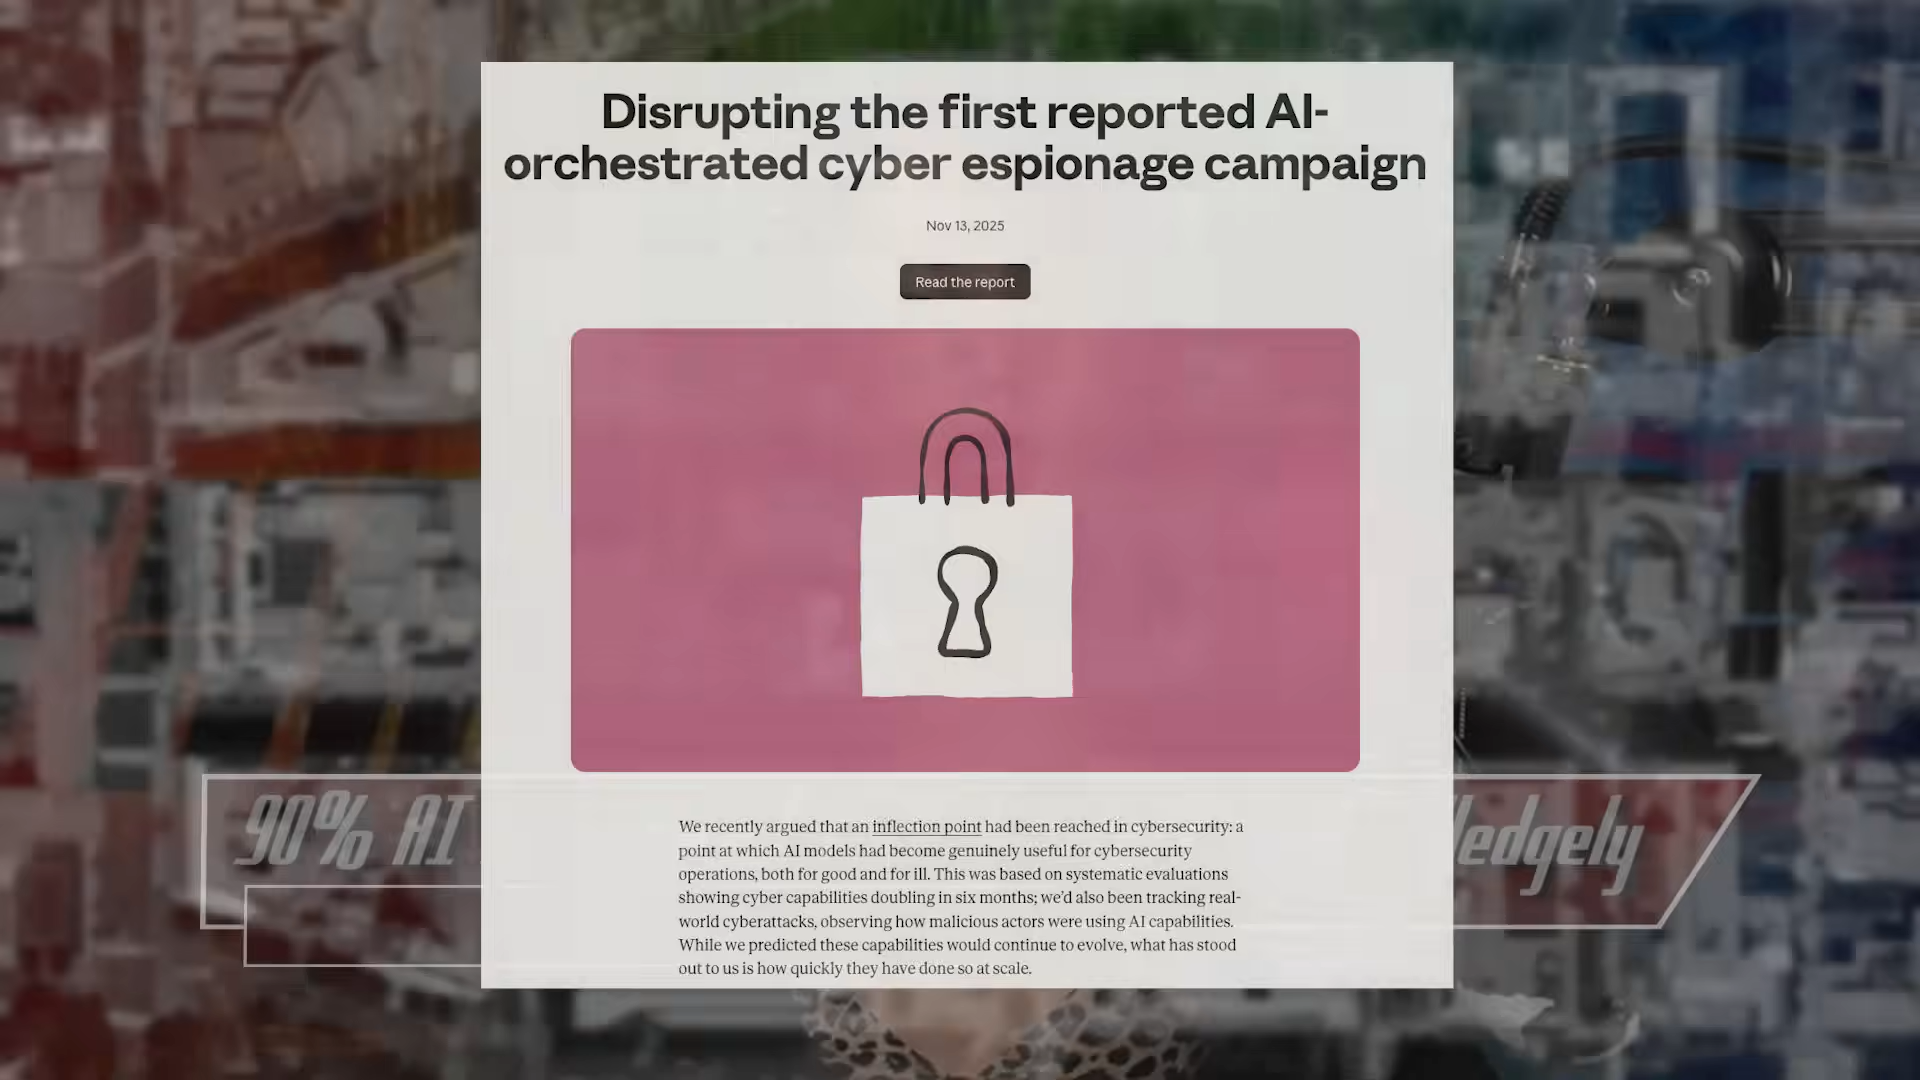 Disrupting the first reported AI-
orchestrated cyber espionage campaign
Nov 13, 2025
Read the report
90% AI
ledgely
We recently argued that an inflection point had been reached in cybersecurity: a
point at which AI models had become genuinely useful for cybersecurity
operations, both for good and for ill. This was based on systematic evaluations
showing cyber capabilities doubling in six months; we'd also been tracking real-
world cyberattacks, observing how malicious actors were using AI capabilities.
While we predicted these capabilities would continue to evolve, what has stood
out to us is how quickly they have done so at scale.